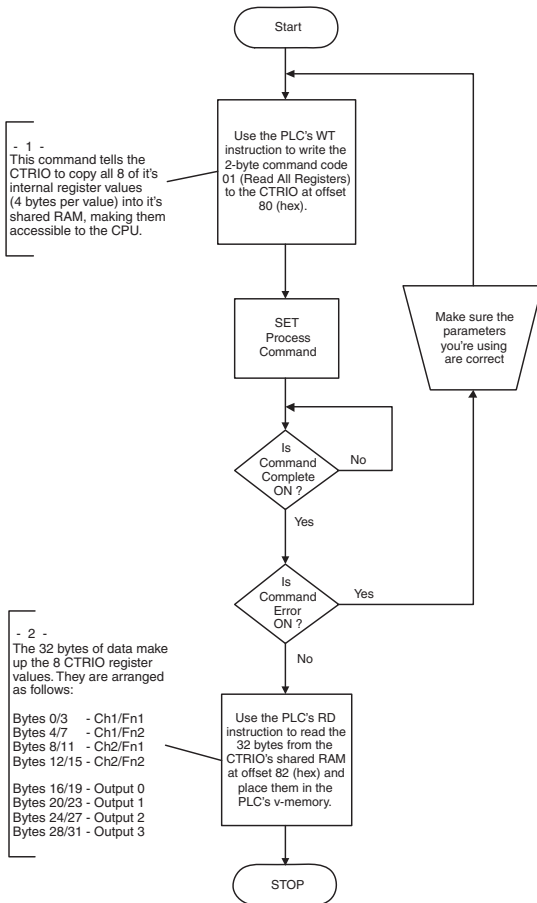 Start
- 1 -
This command tells the
CTRIO to copy all 8 of it's
internal register values
(4 bytes per value) into it's
shared RAM, making them
accessible to the CPU.
Use the PLC's WT
instruction to write the
2-byte command code
01 (Read All Registers)
to the CTRIO at offset
80 (hex).
SET
Process
Command
Make sure the
parameters
you're using
are correct
Is
Command
Complete
ON ?
No
Yes
Is
Command
Error
ON ?
Yes
No
- 2 -
The 32 bytes of data make
up the 8 CTRIO register
values. They are arranged
as follows:
Bytes 0/3 - Ch1/Fn1
Bytes 4/7 - Ch1/Fn2
Bytes 8/11 - Ch2/Fn1
Bytes 12/15 - Ch2/Fn2
Bytes 16/19 - Output 0
Bytes 20/23 - Output 1
Bytes 24/27 - Output 2
Bytes 28/31 - Output 3
Use the PLC's RD
instruction to read the
32 bytes from the
CTRIO's shared RAM
at offset 82 (hex) and
place them in the
PLC's v-memory.
STOP